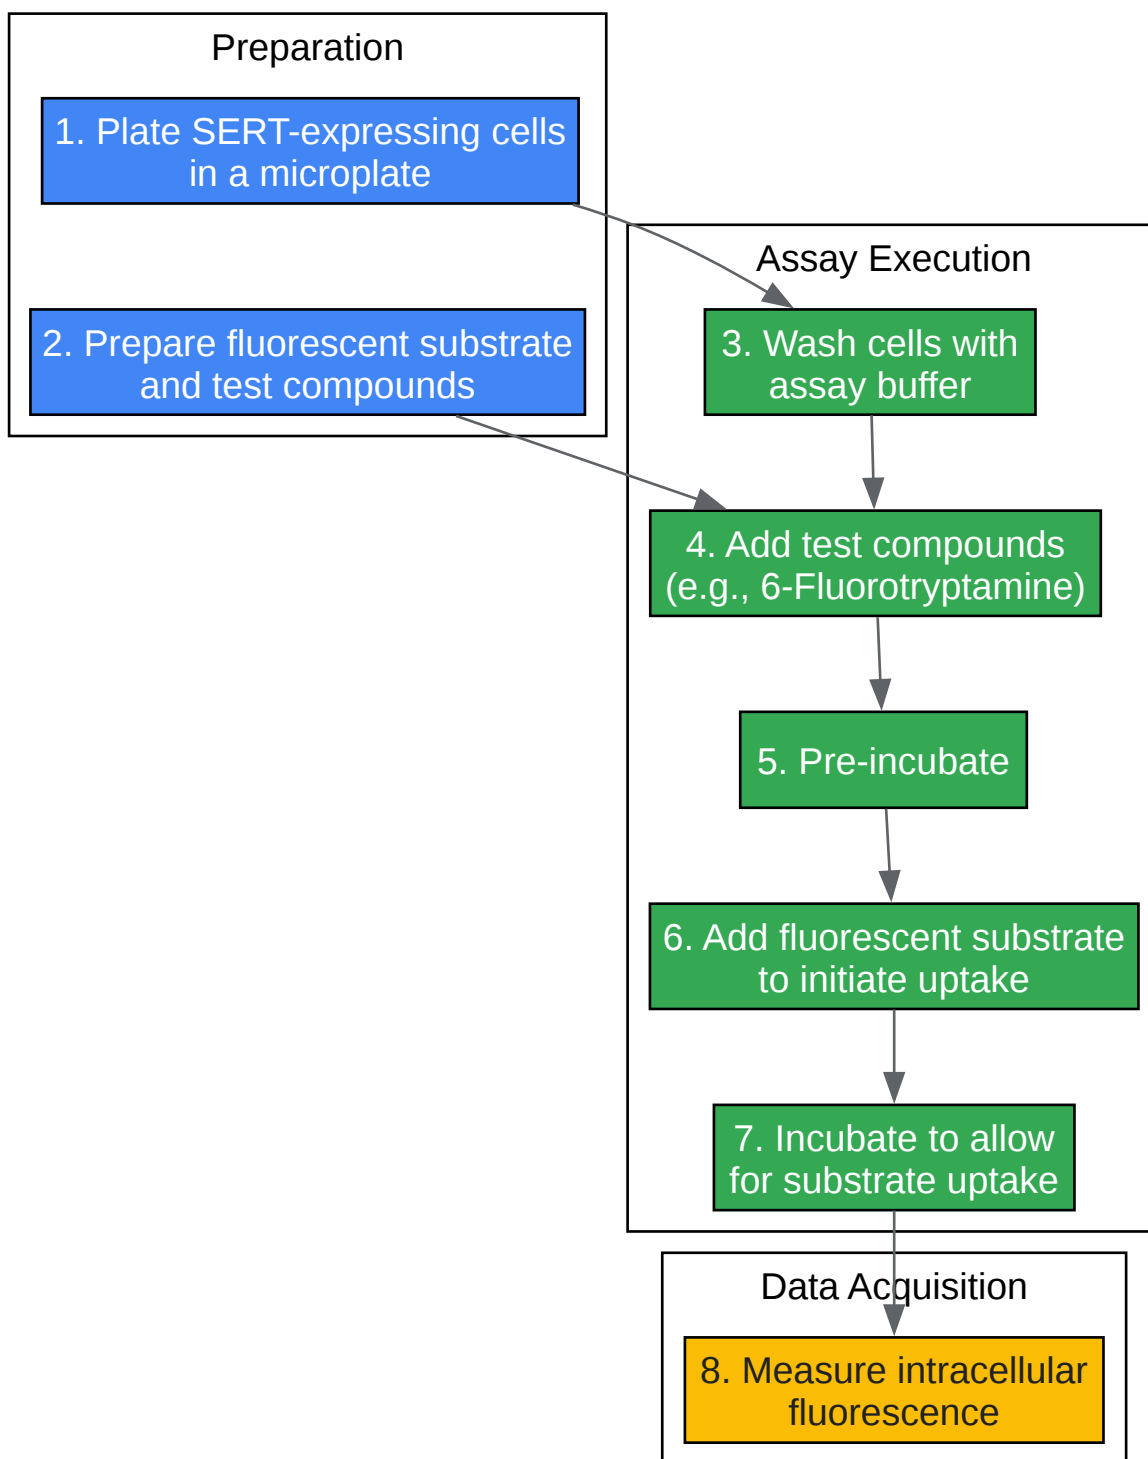 Preparation
1. Plate SERT-expressing cells
in a microplate
2. Prepare fluorescent substrate
and test compounds
Assay Execution
3. Wash cells with
assay buffer
4. Add test compounds
(e.g., 6-Fluorotryptamine)
5. Pre-incubate
6. Add fluorescent substrate
to initiate uptake
7. Incubate to allow
for substrate uptake
Data Acquisition
8. Measure intracellular
fluorescence